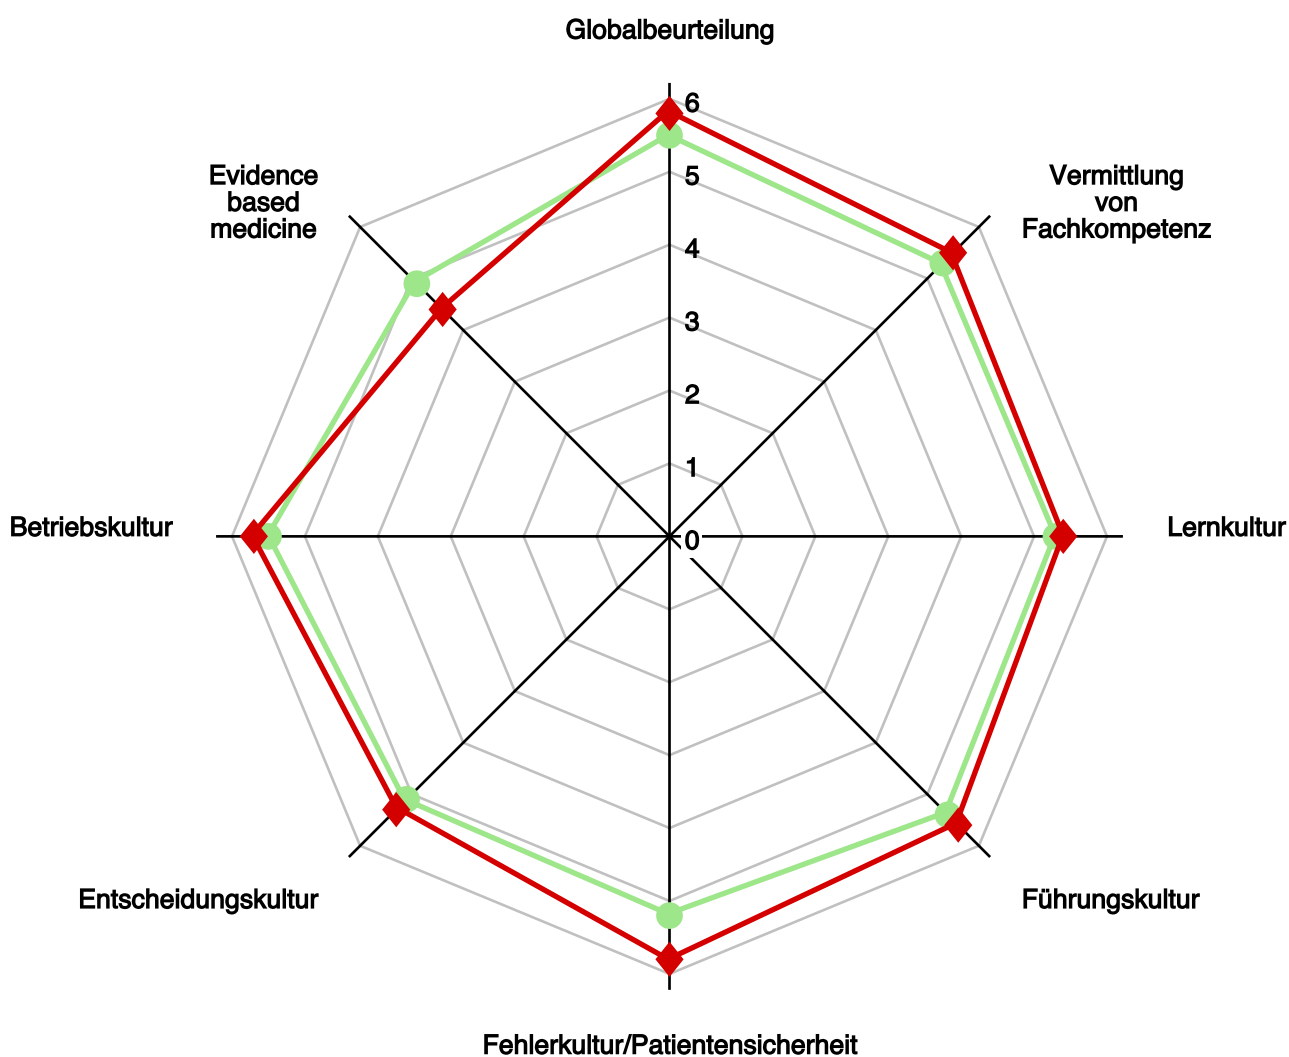 Globalbeurteilung
6
Evidence
based
medicine
5
Vermittlung
von
Fachkompetenz
4
3
2
1
Betriebskultur
0
Lernkultur
Entscheidungskultur
Führungskultur
Fehlerkultur/Patientensicherheit